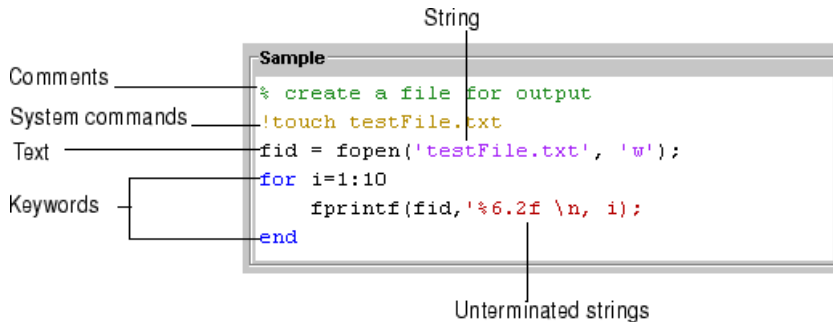 String
Sample
Comments
% create a file for output
System commands
!touch testFile.txt
Text
fid = fopen('testFile.txt', 'w');
for i=1:10
Keywords
fprintf(fid,'%6.2f \n, i);
end
Unterminated strings